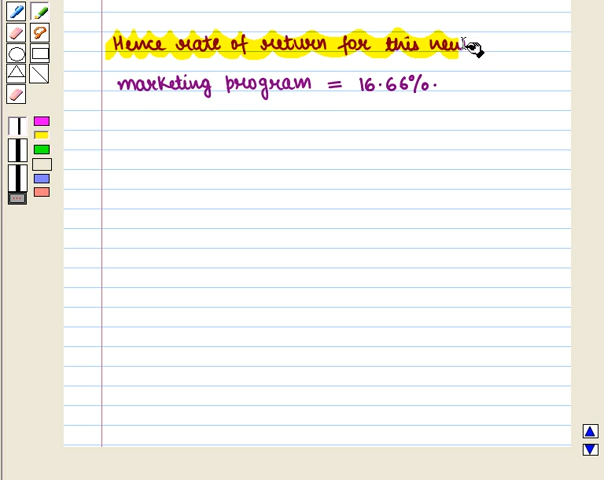 Hence rate of return for this new
marketing program = 16.66%.